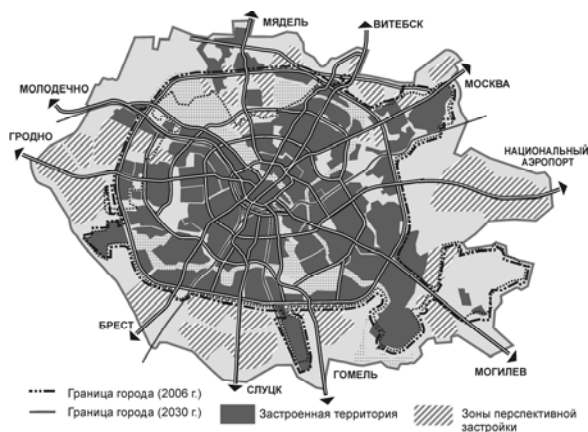 МЯДЕЛЬ
ВИТЕБСК
МОЛОДЕЧНО
МОСКВА
ГРОДНО
НАЦИОНАЛЬНЫЙ
АЭРОПОРТ
БРЕСТ
СЛУЦК
ГОМЕЛЬ
МОГИЛЕВ
Граница города (2006 г.)
Граница города (2030 г.)
Застроенная территория
Зоны перспективной
застройки